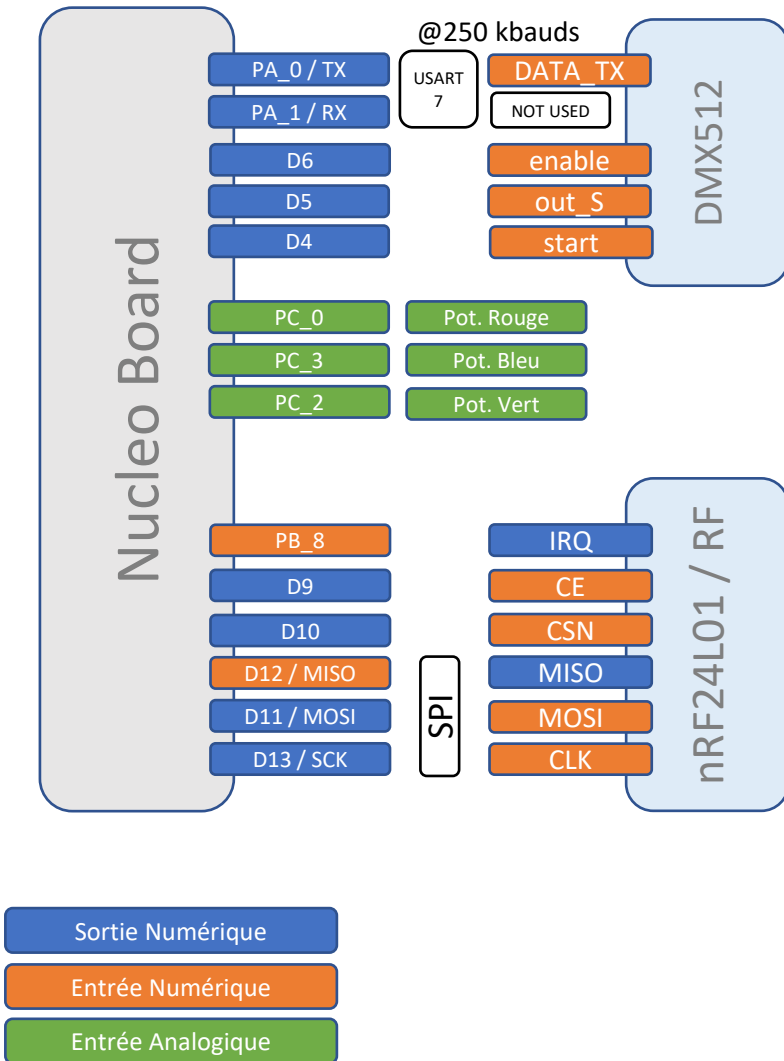 @250 kbauds
PA_0 / TX
USART
7
DATA_TX
PA_1 / RX
NOT USED
D6
enable
D5
out_S
D4
start
DMX512
Nucleo Board
PC_0
Pot. Rouge
PC_3
Pot. Bleu
PC_2
Pot. Vert
PB_8
IRQ
D9
CE
D10
CSN
D12 / MISO
MISO
D11 / MOSI
SPI
MOSI
D13 / SCK
CLK
nRF24L01 / RF
Sortie Numérique
Entrée Numérique
Entrée Analogique